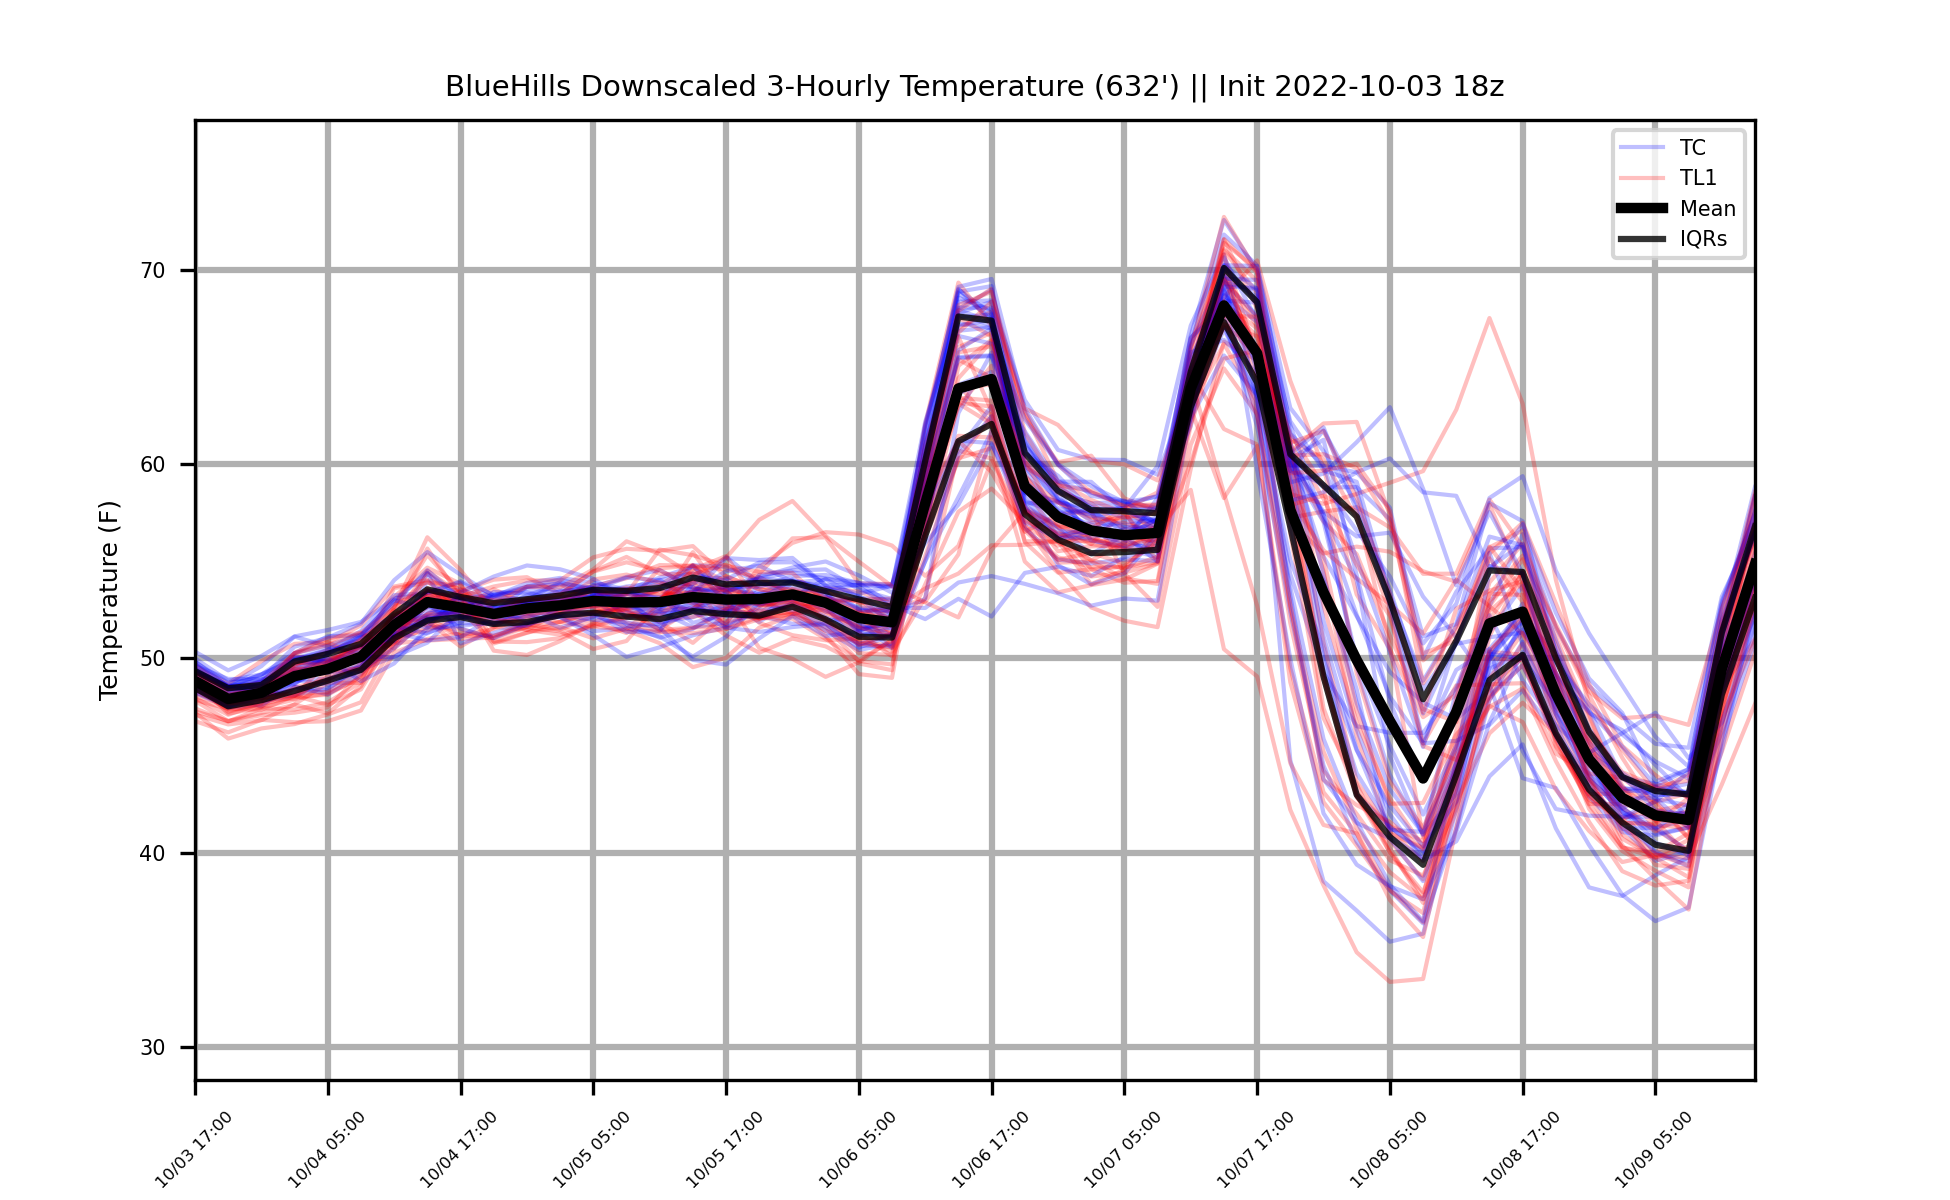 BlueHills Downscaled 3-Hourly Temperature (632') || Init 2022-10-03 18z
TC
TL1
Mean
IQRs
Temperature (F)
70
60
50
40
30
10/03 17:00
10/04 05:00
10/04 17:00
10/05 05:00
10/05 17:00
10/06 05:00
10/06 17:00
10/07 05:00
10/07 17:00
10/08 05:00
10/08 17:00
10/09 05:00